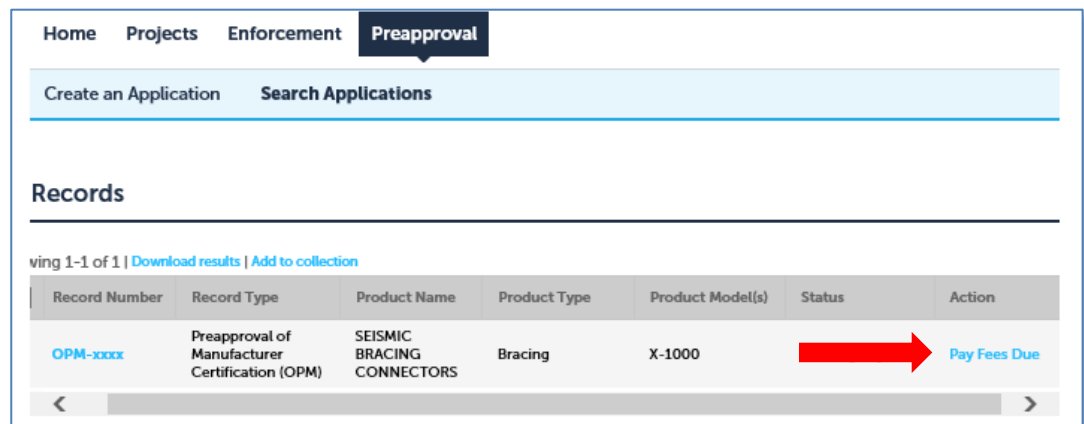 Home Projects Enforcement Preapproval
Create an Application Search Applications
Records
wing 1-1 of 1 | Download results | Add to collection
Record Number Record Type Product Name Product Type Product Model(s) Status Action
Preapproval of SEISMIC
OPM-xxxx Manufacturer BRACING Bracing X-1000 Pay Fees Due
Certification (OPM) CONNECTORS